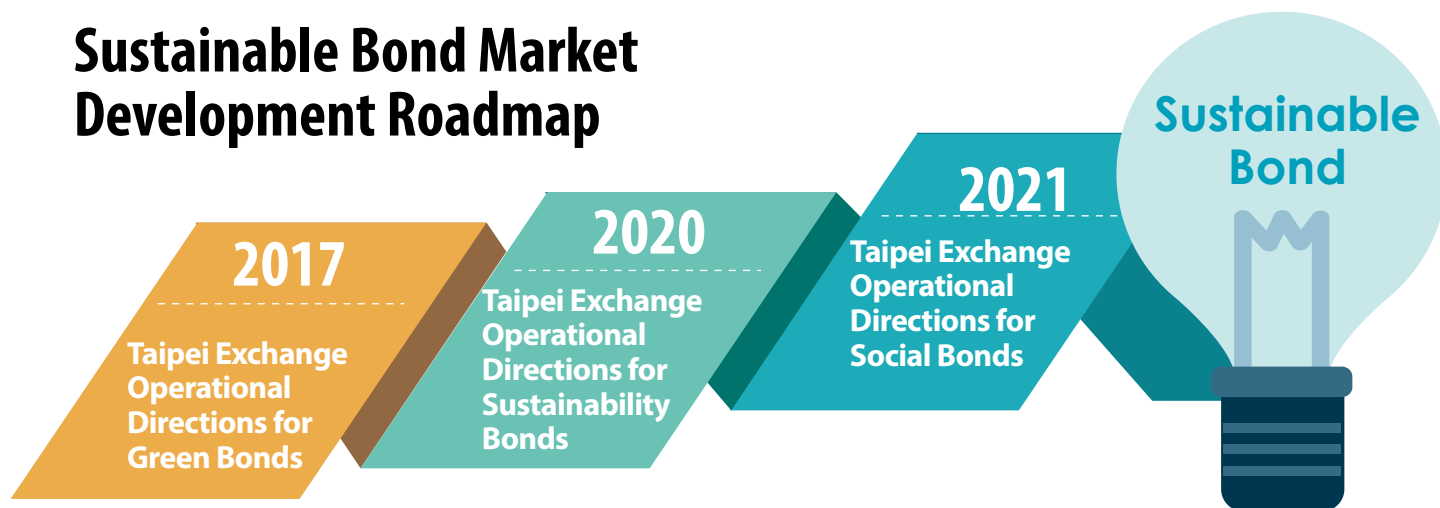 Sustainable Bond Market
Development Roadmap
2017
Taipei Exchange
Operational
Directions for
Green Bonds
2020
Taipei Exchange
Operational
Directions for
Sustainability
Bonds
2021
Taipei Exchange
Operational
Directions for
Social Bonds
Sustainable
Bond